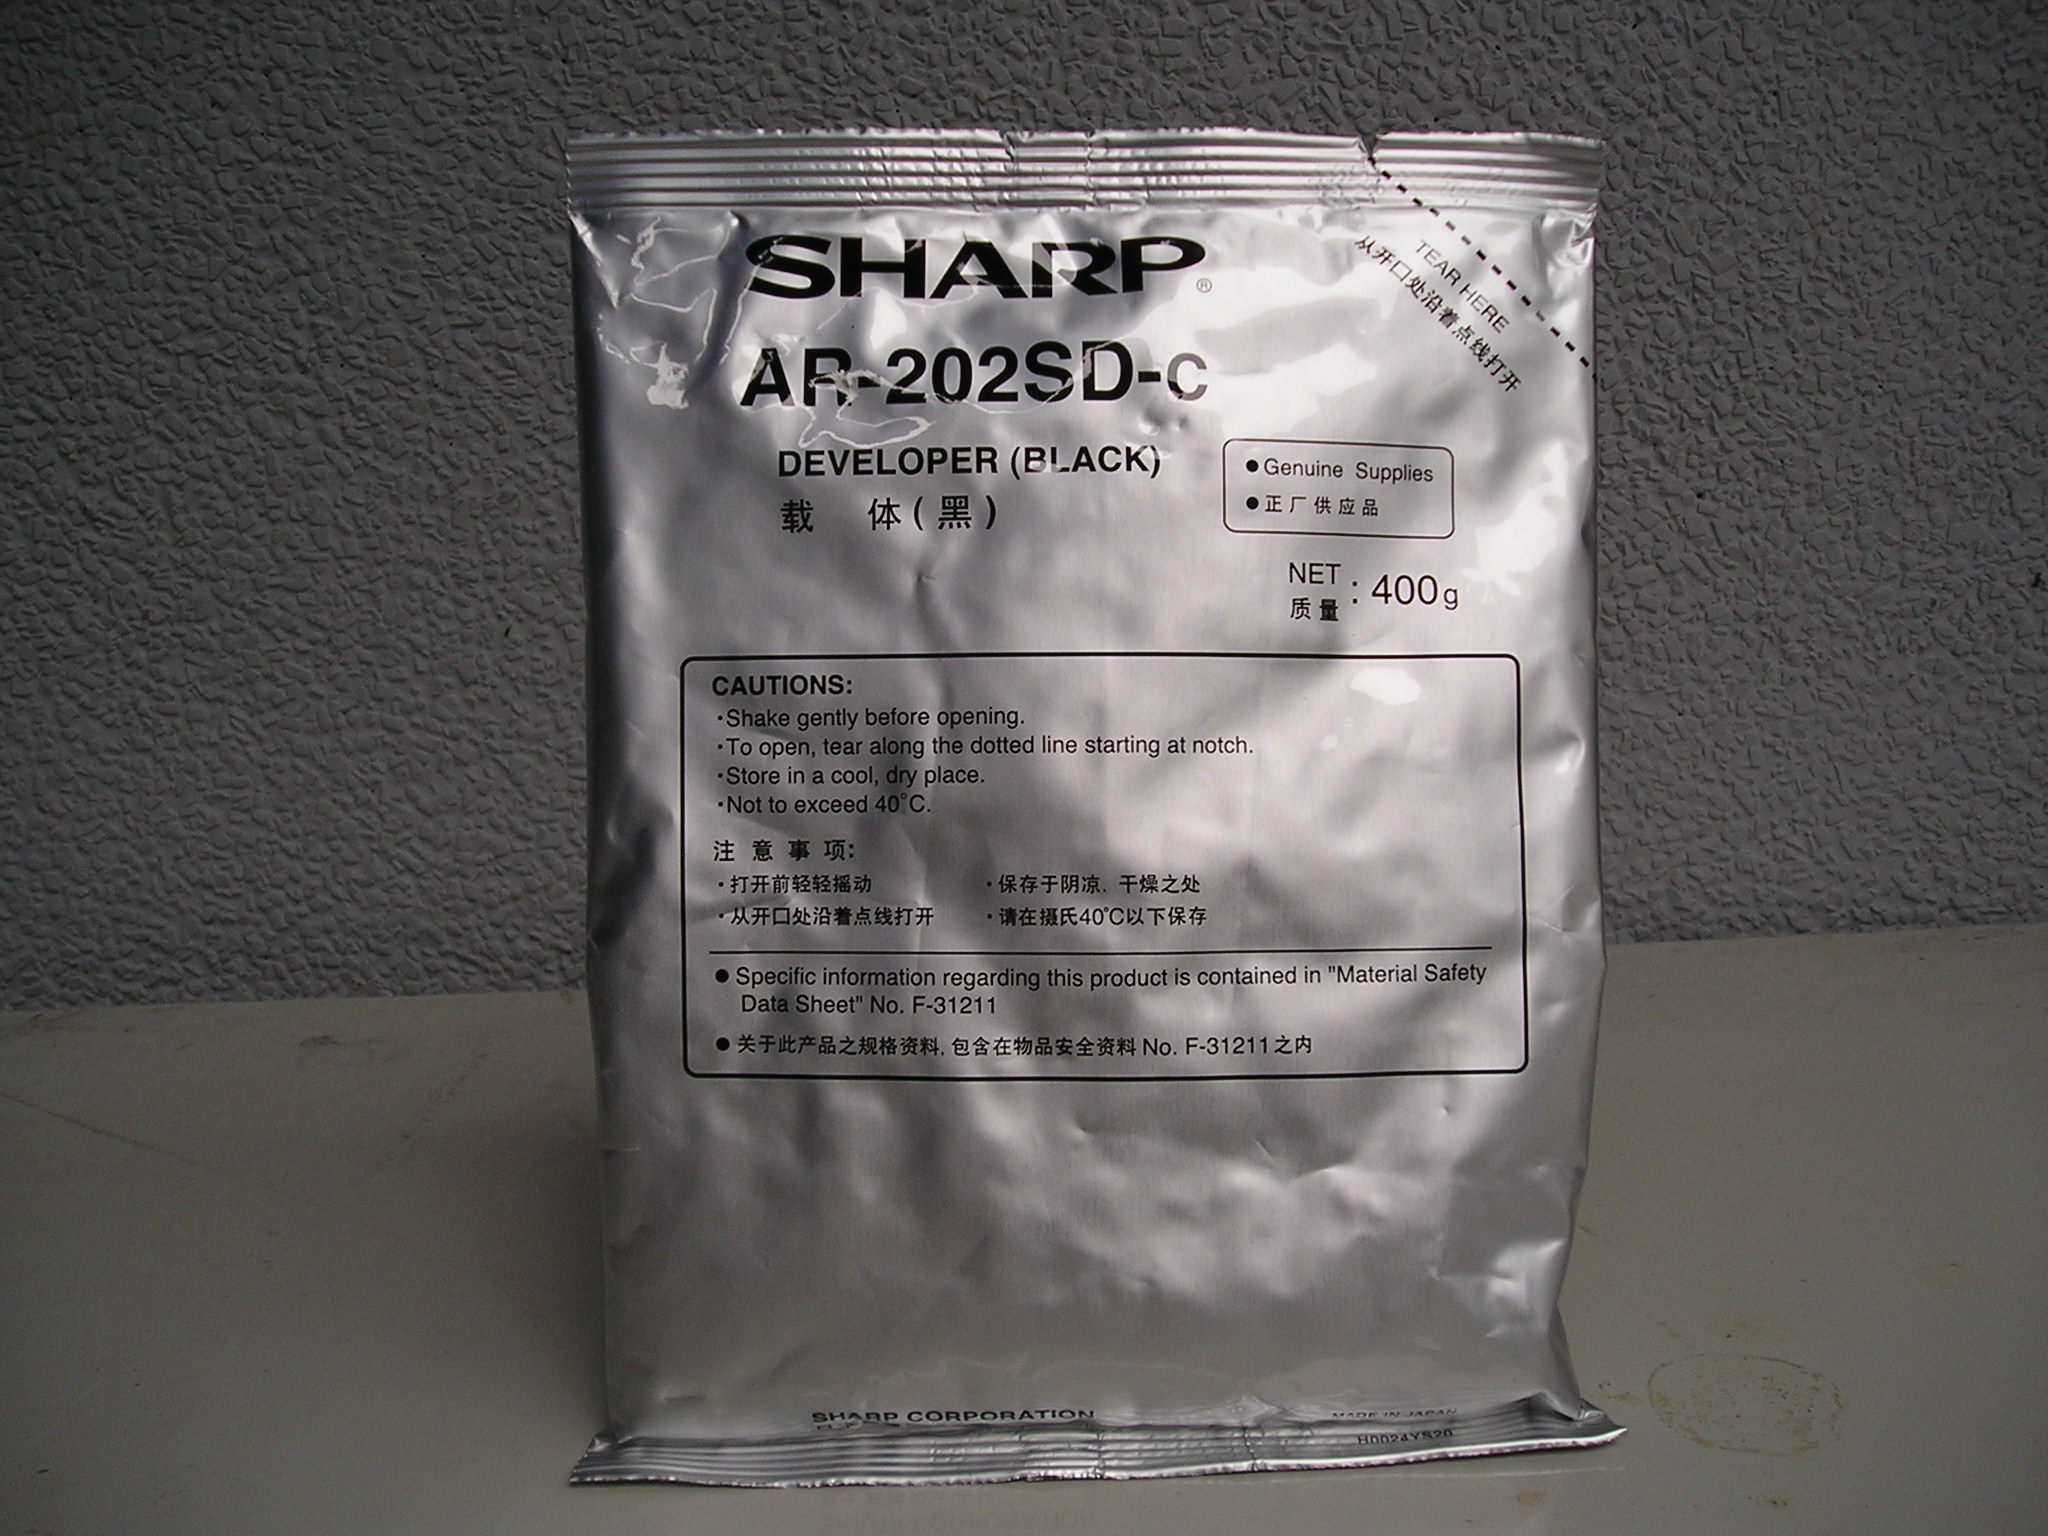 SHARP®
TEAR HERE
从开口处沿着点线打开
AR-202SD-C
DEVELOPER (BLACK)
载 体(黑)
●Genuine Supplies
●正厂供应品
NET
质量 : 400g
CAUTIONS:
·Shake gently before opening.
·To open, tear along the dotted line starting at notch.
·Store in a cool, dry place.
·Not to exceed 40°C.
注意事项:
·打开前轻轻摇动 ·保存于阴凉、干燥之处
·从开口处沿着点线打开 ·请在摄氏40°C以下保存
● Specific information regarding this product is contained in "Material Safety
Data Sheet" No. F-31211
● 关于此产品之规格资料, 包含在物品安全资料 No. F-31211之内
SHARP CORPORATION
MADE IN JAPAN